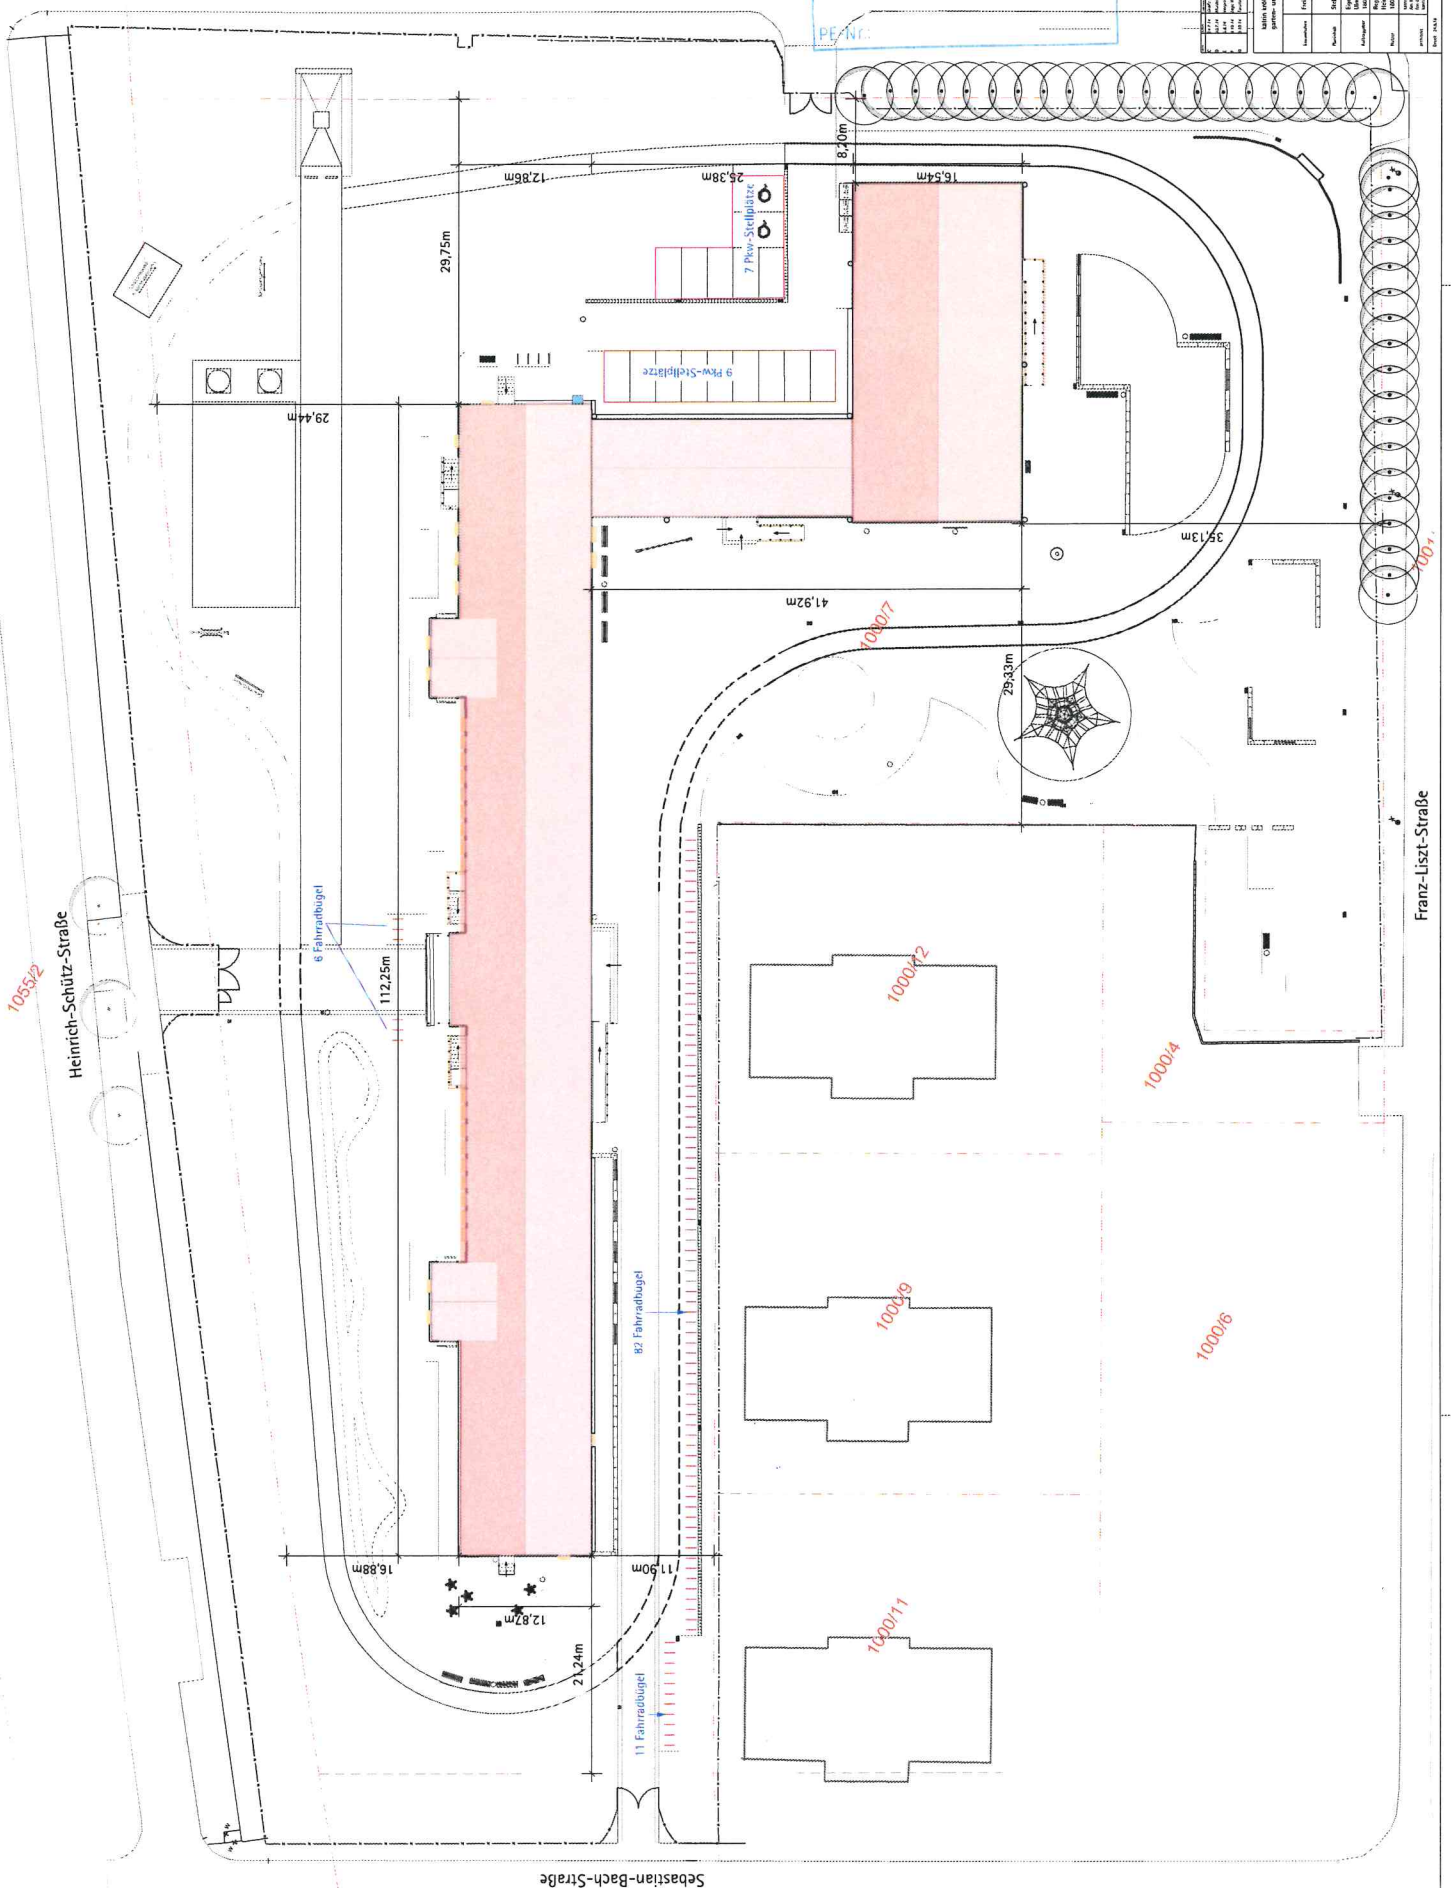 PE-Nr.:
8,20m
12,86m
25,38m
16,54m
7 Pkw-Stellplätze
29,75m
9 Pkw-Stellplätze
29,44m
35,13m
1001
41,92m
1000/7
29,33m
Franz-Liszt-Straße
6 Fahrradbügel
112,25m
Heinrich-Schütz-Straße
1055/2
1000/12
1000/4
82 Fahrradbügel
1000/9
1000/6
16,88m
11,90m
12,87m
21,24m
1000/11
11 Fahrradbügel
Sebastian-Bach-Straße